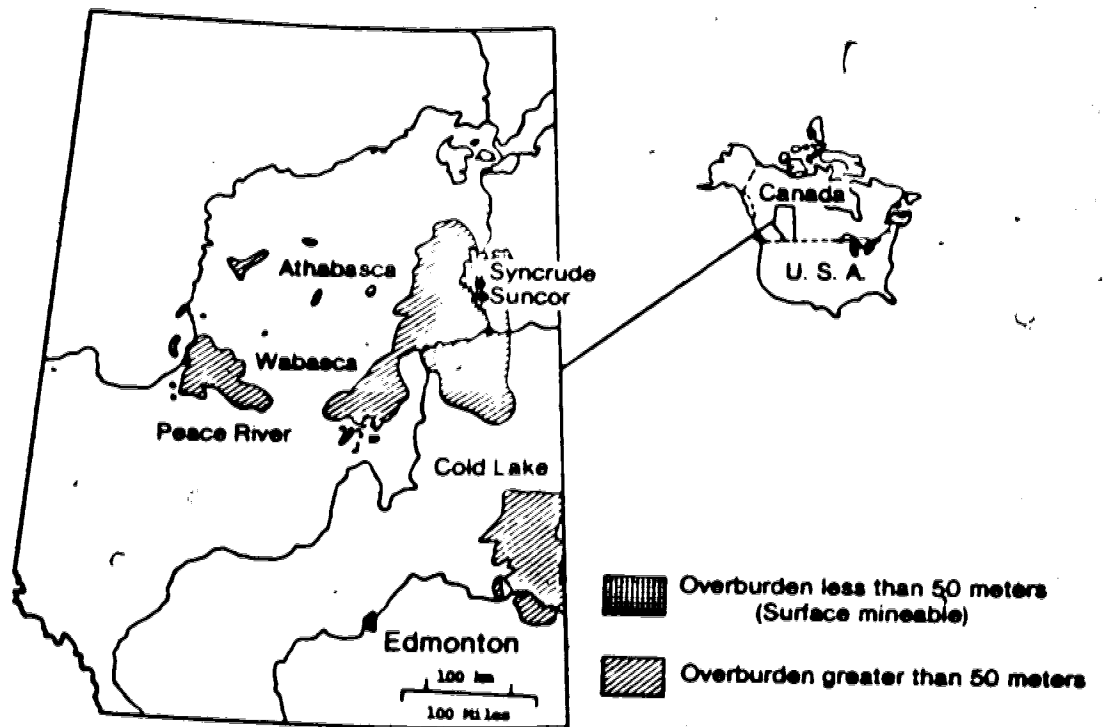 Canada
U. S. A.
Athabasca
Syncrude
Suncor
Wabasca
Peace River
Cold Lake
Edmonton
100 km
100 Miles
Overburden less than 50 meters
(Surface mineable)
Overburden greater than 50 meters